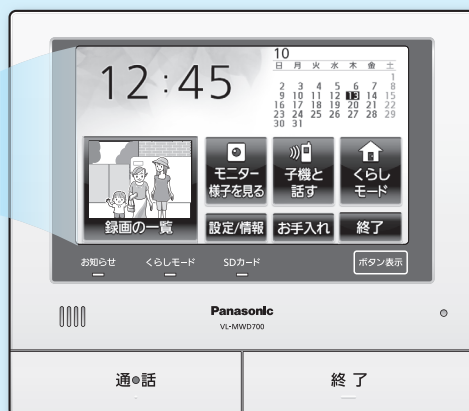 12:45
10
日 月 火 水 木 金 土
1
2 3 4 5 6 7 8
9 10 11 12 13 14 15
16 17 18 19 20 21 22
23 24 25 26 27 28 29
30 31
録画の一覧
モニター
様子を見る
子機と
話す
くらし
モード
設定/情報
お手入れ
終了
お知らせ
くらしモード
SDカード
ボタン表示
Panasonic
VL-MWD700
通話
終了